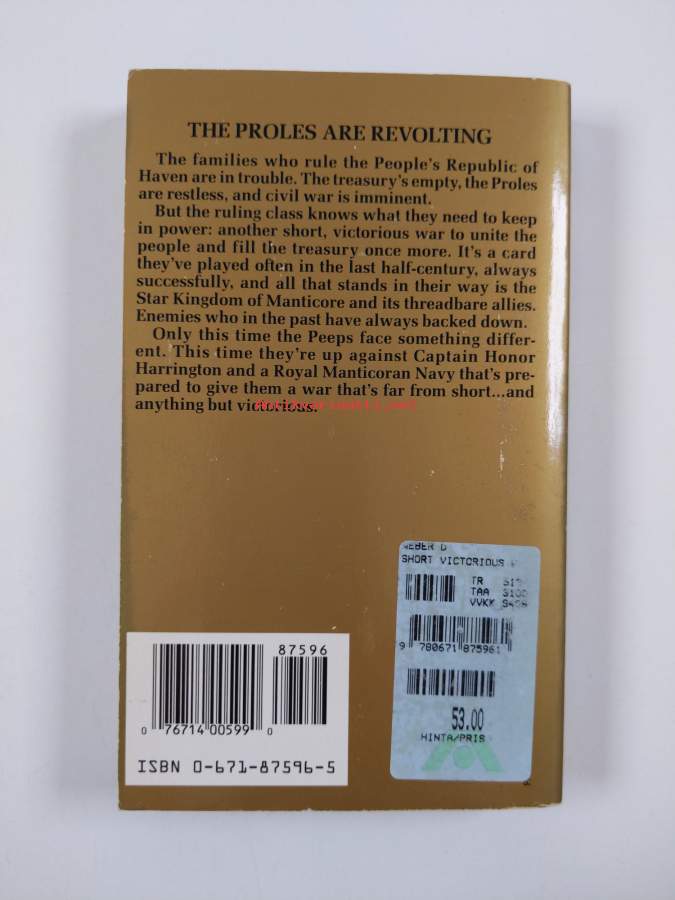 THE PROLES ARE REVOLTING
The families who rule the People's Republic of
Haven are in trouble. The treasury's empty, the Proles
are restless, and civil war is imminent.
But the ruling class knows what they need to keep
in power: another short, victorious war to unite the
people and fill the treasury once more. It's a card
they've played often in the last half-century, always
successfully, and all that stands in their way is the
Star Kingdom of Manticore and its threadbare allies.
Enemies who in the past have always backed down.
Only this time the Peeps face something differ-
ent. This time they're up against Captain Honor
Harrington and a Royal Manticoran Navy that's pre-
pared to give them a war that's far from short...and
anything but victorious.
WEBER D
SHORT VICTORIOUS
TR
TAA
VVKK
9 780671 875961
53.00
HINTA/PRIS
87596
0 76714 00599 0
ISBN 0-671-87596-5